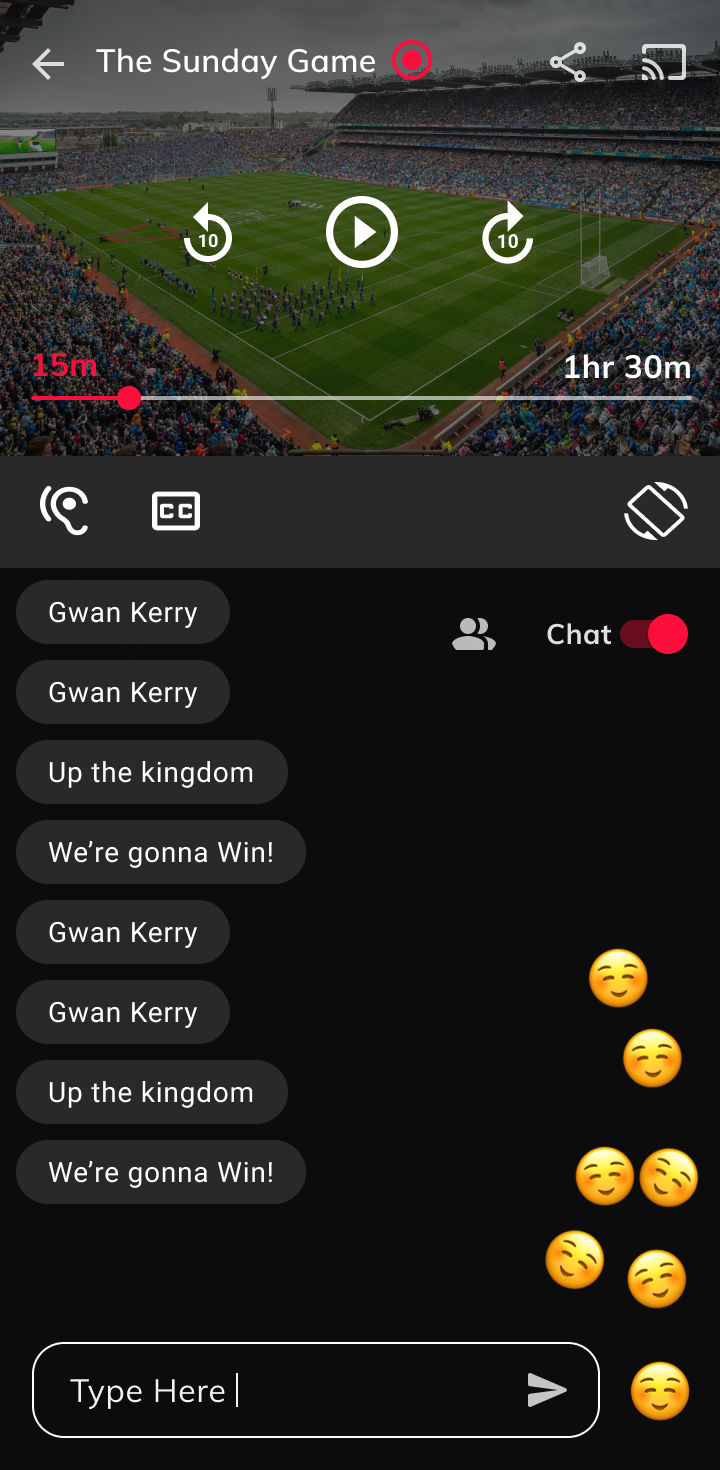 The Sunday Game
10
10
15m
1hr 30m
CC
Gwan Kerry
Chat
Gwan Kerry
Up the kingdom
We’re gonna Win!
Gwan Kerry
Gwan Kerry
Up the kingdom
We’re gonna Win!
Type Here